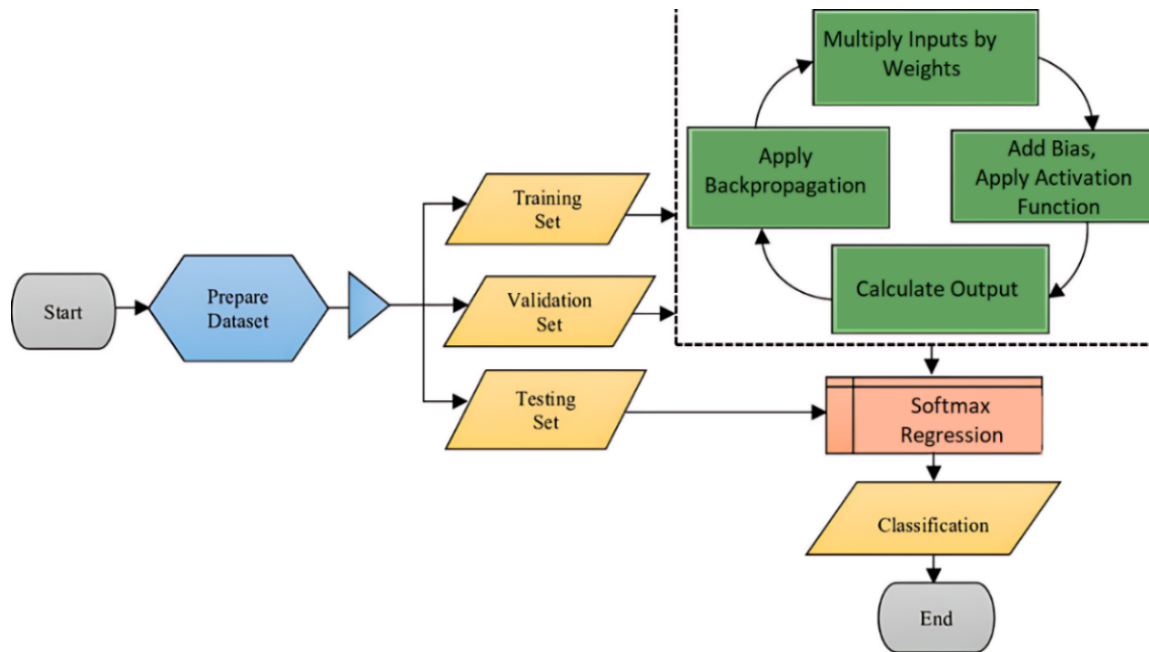 Start
Prepare
Dataset
Training
Set
Validation
Set
Testing
Set
Multiply Inputs by
Weights
Add Bias,
Apply Activation
Function
Calculate Output
Apply
Backpropagation
Softmax
Regression
Classification
End